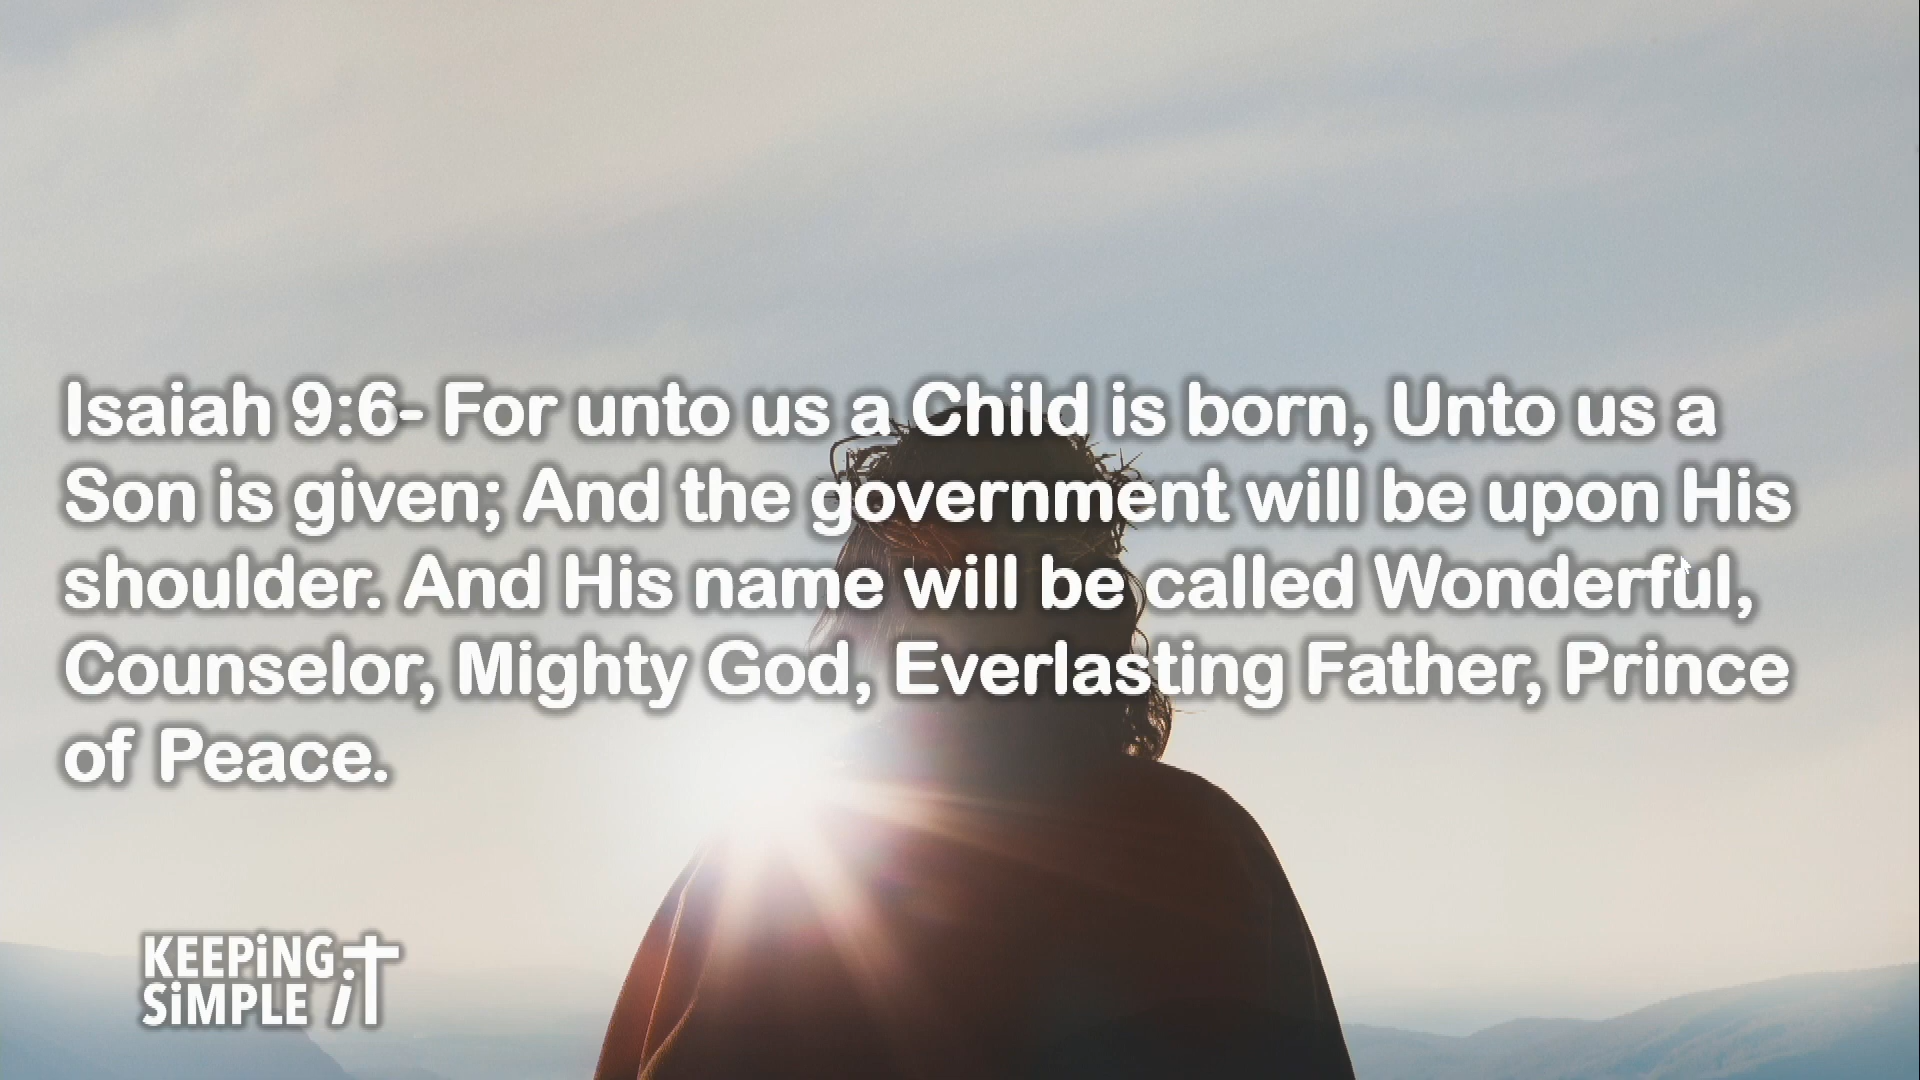 Isaiah 9:6- For unto us a Child is born, Unto us a
Son is given; And the government will be upon His
shoulder. And His name will be called Wonderful,
Counselor, Mighty God, Everlasting Father, Prince
of Peace.
KEEPiNG
SiMPLE iT